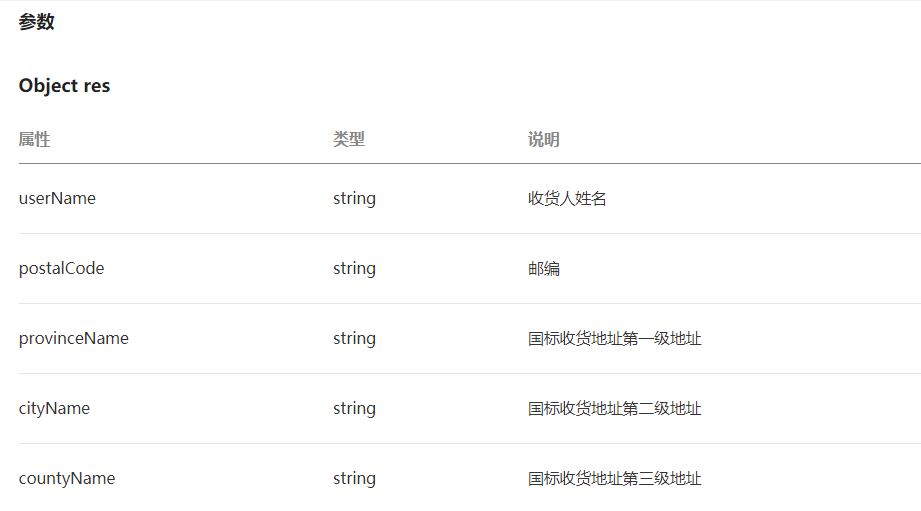 参数
Object res
属性 类型 说明
userName string 收货人姓名
postalCode string 邮编
provinceName string 国标收货地址第一级地址
cityName string 国标收货地址第二级地址
countyName string 国标收货地址第三级地址